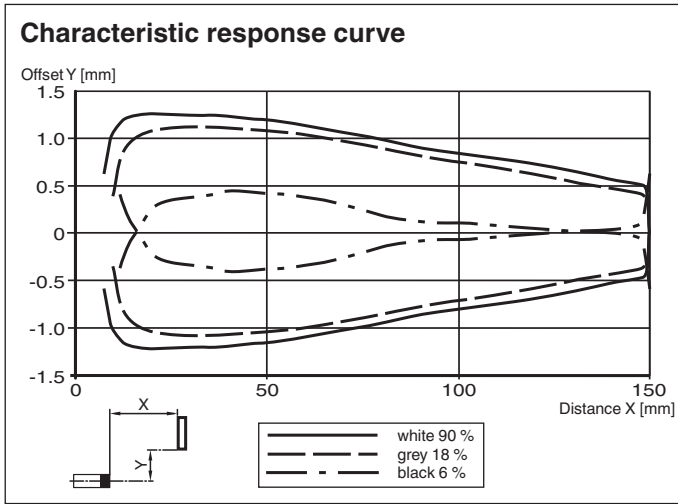 Characteristic response curve
Offset Y [mm]
1.5
1.0
0.5
0
-0.5
-1.0
-1.5
0
50
100
150
Distance X [mm]
X
Y
white 90 %
grey 18 %
black 6 %